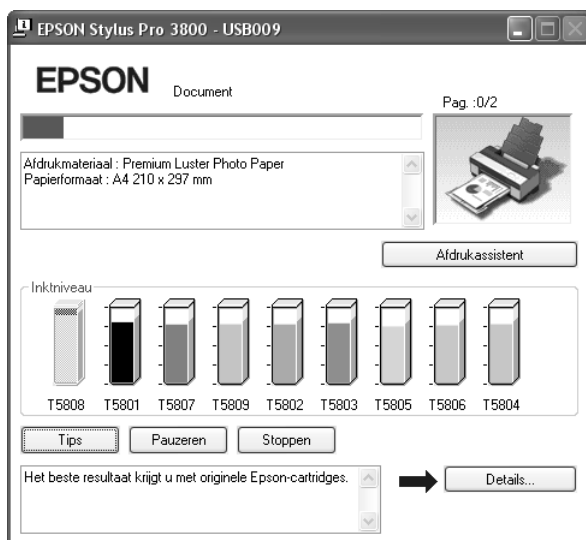 EPSON Stylus Pro 3800 - USB009
EPSON
Document
Pag. :0/2
Afdrukmateriaal : Premium Luster Photo Paper
Papierformaat : A4 210 x 297 mm
Afdrukassistent
Inktniveau
T5808 T5801 T5807 T5809 T5802 T5803 T5805 T5806 T5804
Tips Pauzeren Stoppen
Het beste resultaat krijgt u met originele Epson-cartridges.
Details...